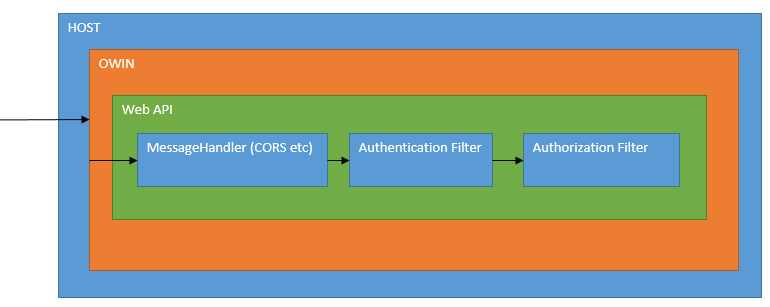 HOST
OWIN
Web API
MessageHandler (CORS etc)
Authentication Filter
Authorization Filter